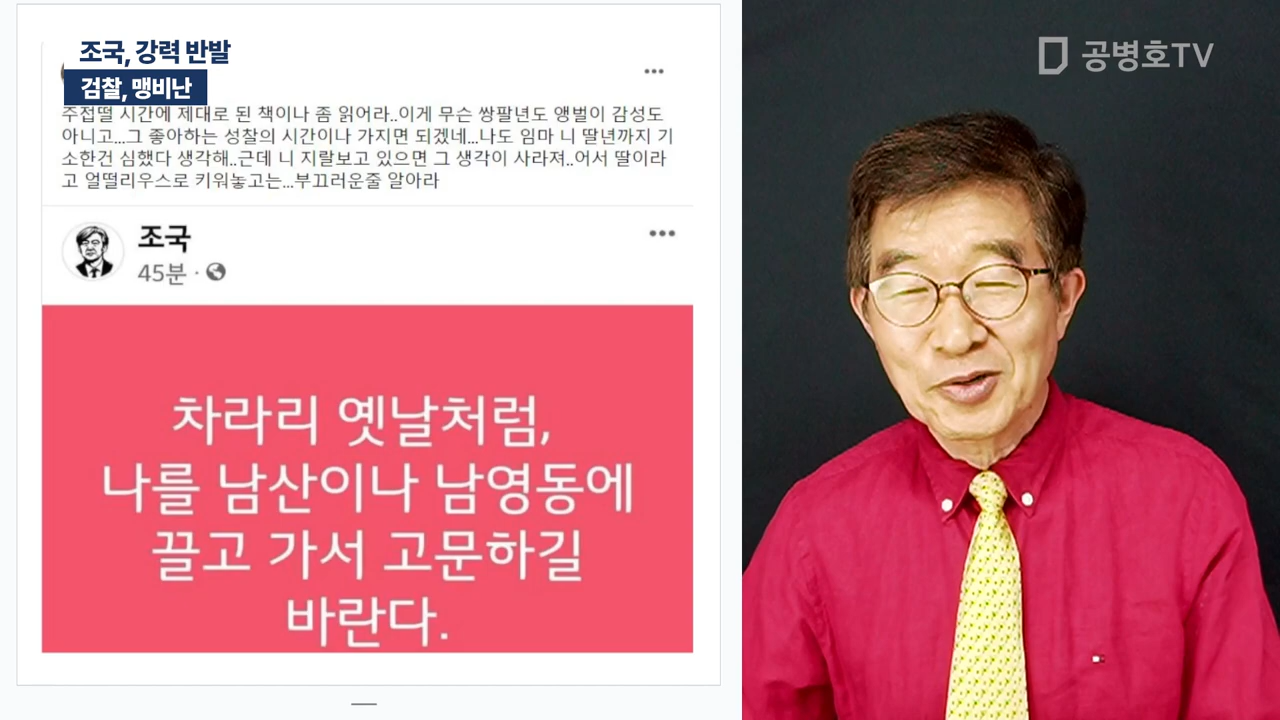 조국, 강력 반발
검찰, 맹비난
주접떨 시간에 제대로 된 책이나 좀 읽어라..이게 무슨 쌍팔년도 앵벌이 감성도
아니고...그 좋아하는 성찰의 시간이나 가지면 되겠네...나도 임마 니 딸년까지 기
소한건 심했다 생각해..근데 니 지랄보고 있으면 그 생각이 사라져..어서 딸이라
고 얼떨리우스로 키워놓고는...부끄러운줄 알아라
조국
45분 ·
차라리 옛날처럼,
나를 남산이나 남영동에
끌고 가서 고문하길
바란다.
공병호TV